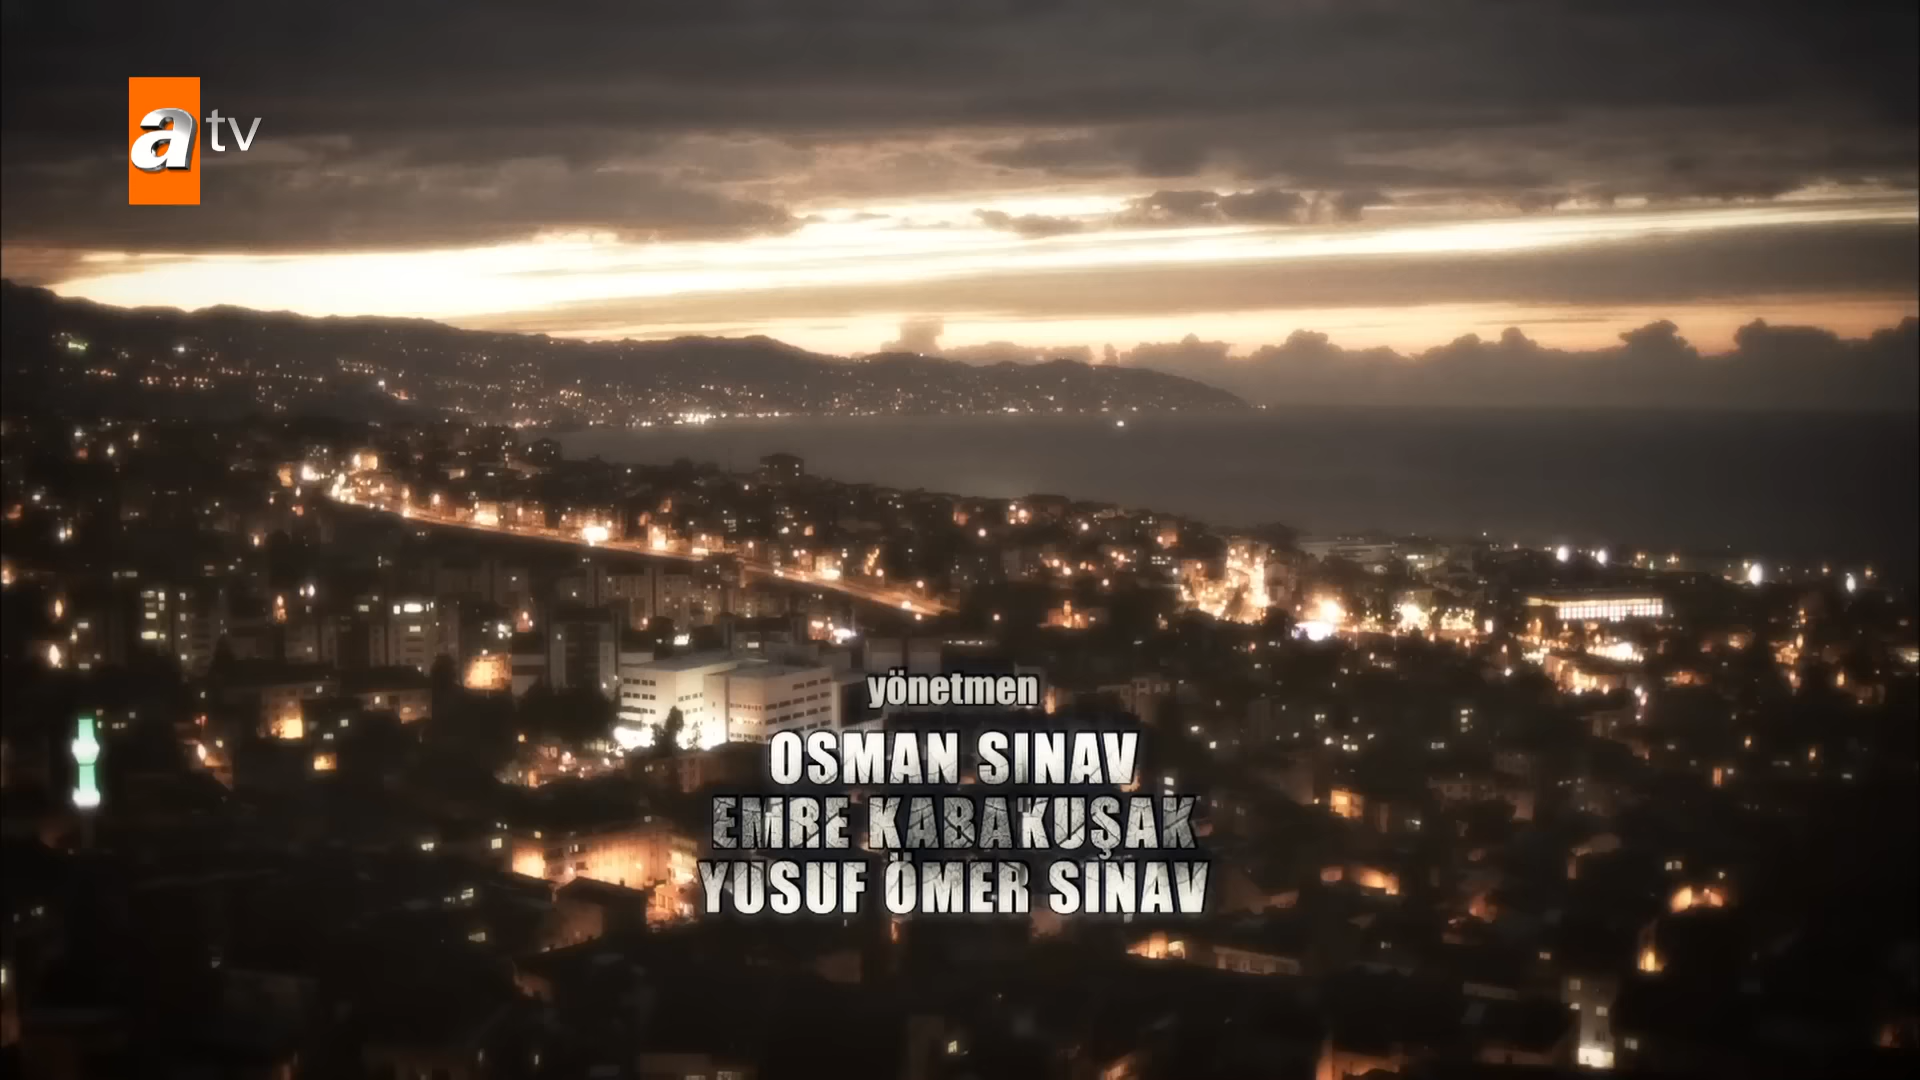 atv
yönetmen
OSMAN SINAV
EMRE KABAKUŞAK
YUSUF ÖMER SINAV